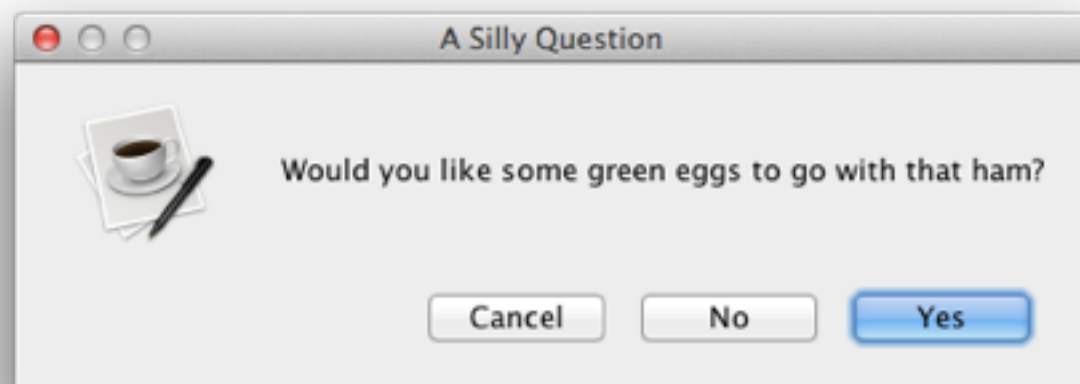 A Silly Question
Would you like some green eggs to go with that ham?
Cancel No Yes